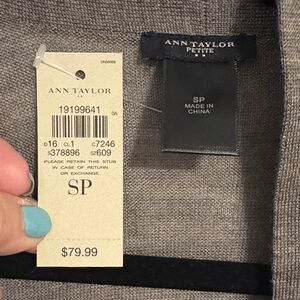 ANN TAYLOR
19199641
D16 CL1 C7246
S378896 SZ609
PLEASE RETAIN THIS STUB
IN CASE OF RETURN
OR EXCHANGE.
SP
$79.99
ANN TAYLOR
PETITE
SP
MADE IN
CHINA